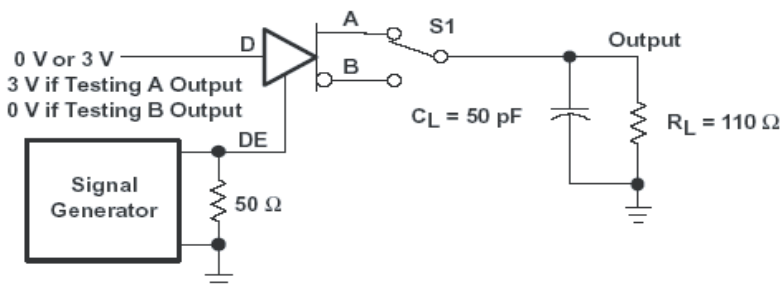 A
S1
D
Output
0 V or 3 V
B
3 V if Testing A Output
0 V if Testing B Output
CL = 50 pF
RL = 110 Ω
DE
Signal
Generator
50 Ω